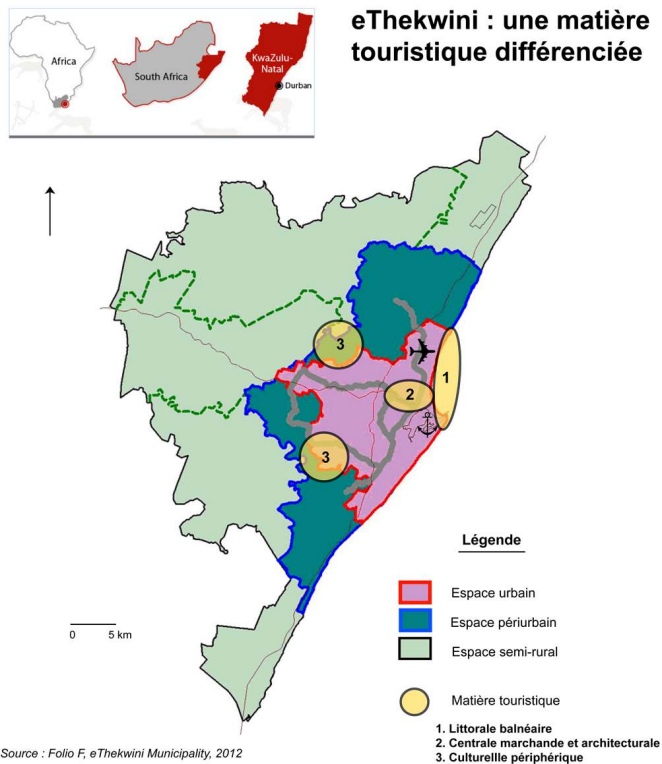 eThekwini : une matière
touristique différenciée
Africa
South Africa
KwaZulu-
Natal
Durban
3
1
2
3
Légende
Espace urbain
Espace périurbain
Espace semi-rural
0 5 km
Matière touristique
1. Littorale balnéaire
2. Centrale marchande et architecturale
3. Culturellle périphérique
Source : Folio F, eThekwini Municipality, 2012